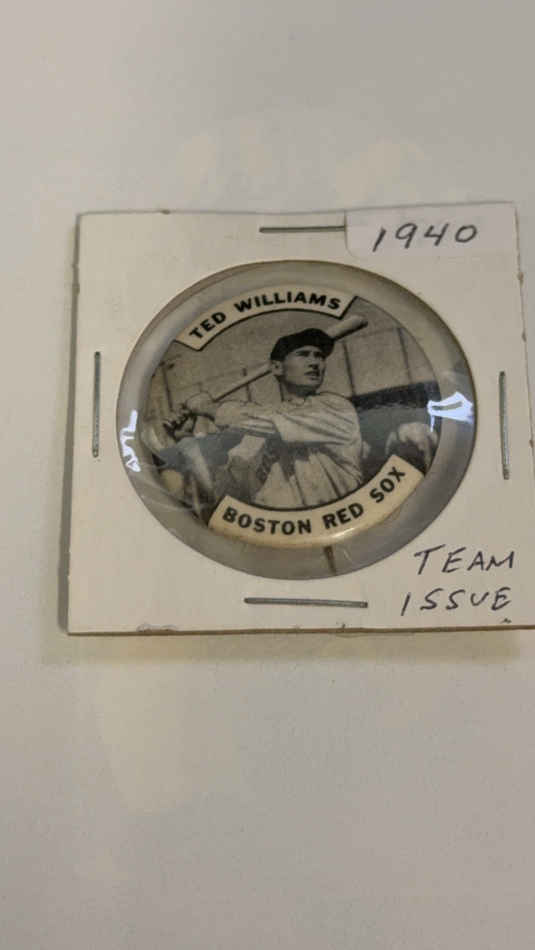 1940
TED WILLIAMS
BOSTON RED SOX
TEAM
ISSUE